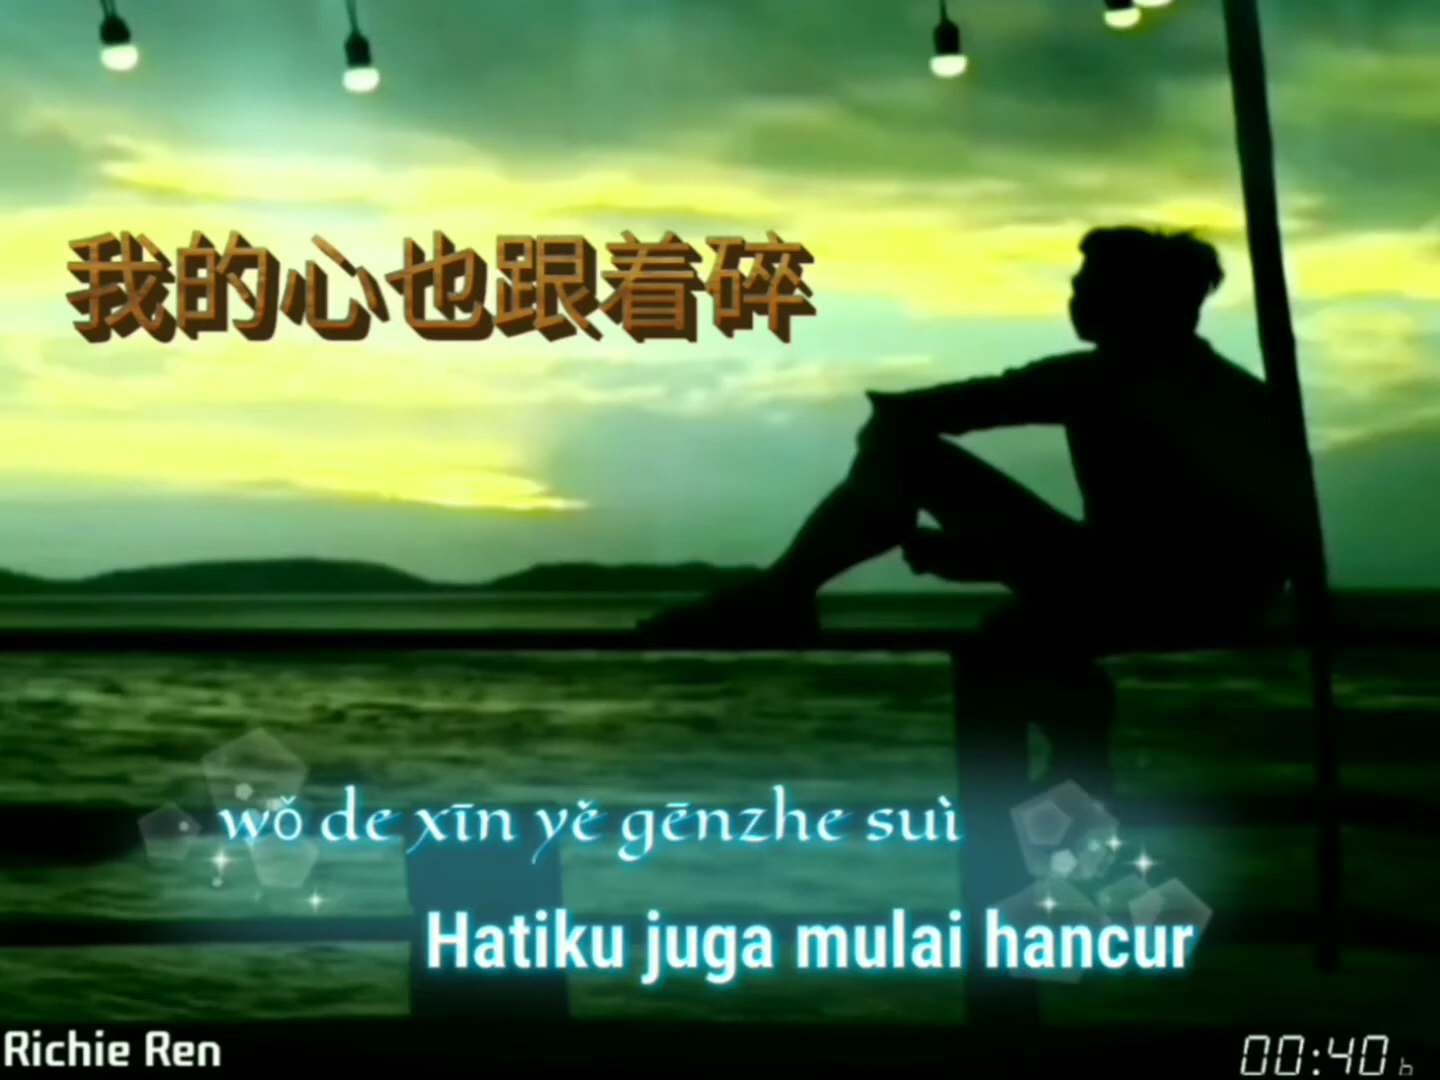 我的心也跟着碎
wǒ de xīn yě gēnzhe suì
Hatiku juga mulai hancur
Richie Ren
00:40